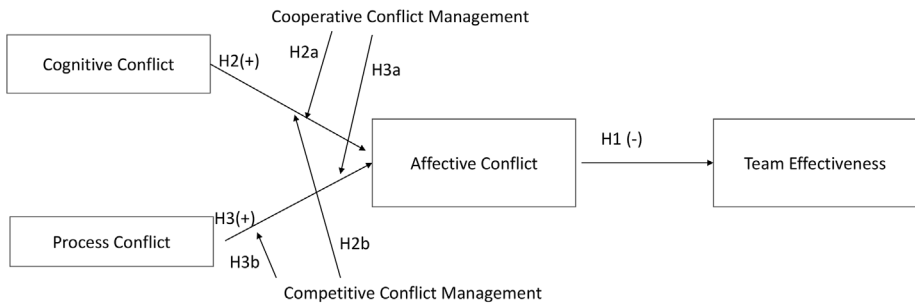 Cooperative Conflict Management
Cognitive Conflict
H2(+)
H2a
H3a
Affective Conflict
H1 (-)
Team Effectiveness
H3(+)
Process Conflict
H3b
H2b
Competitive Conflict Management